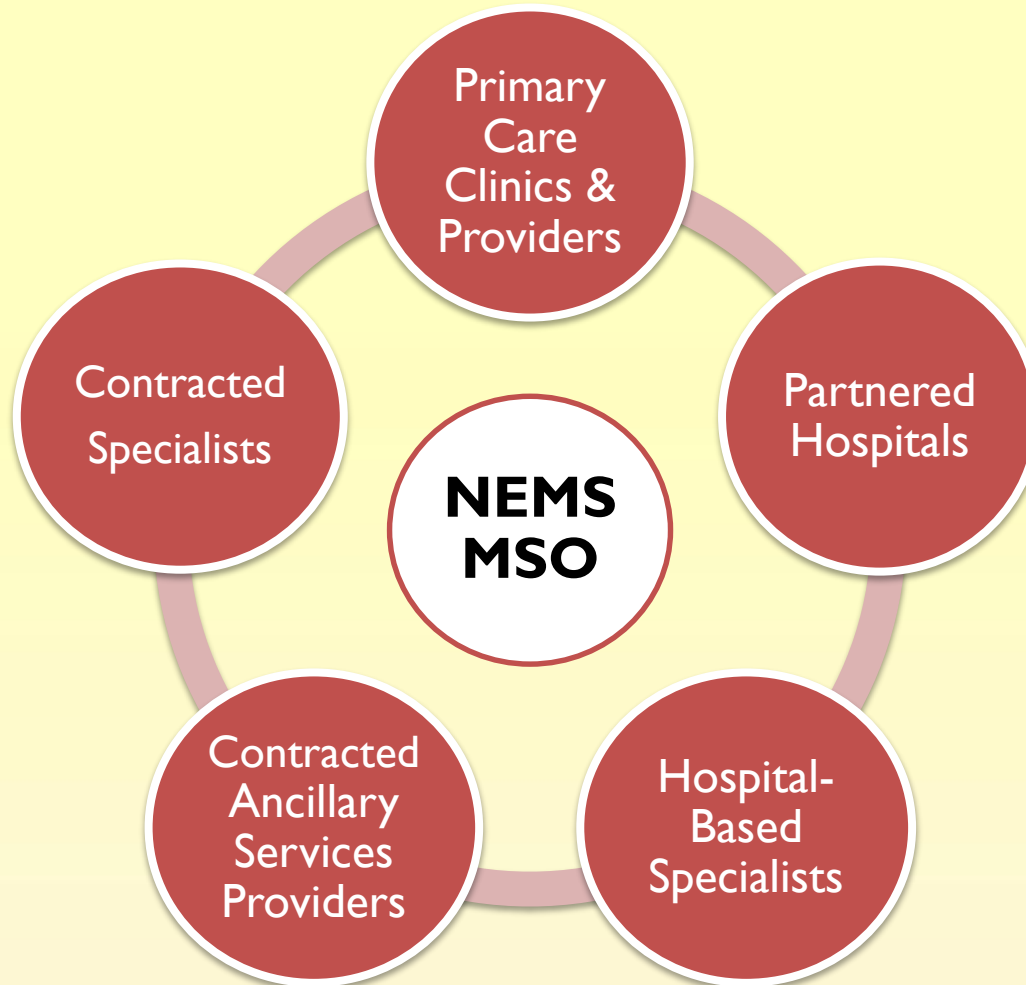 Primary
Care
Clinics &
Providers
Partnered
Hospitals
Hospital-
Based
Specialists
Contracted
Ancillary
Services
Providers
Contracted
Specialists
NEMS
MSO